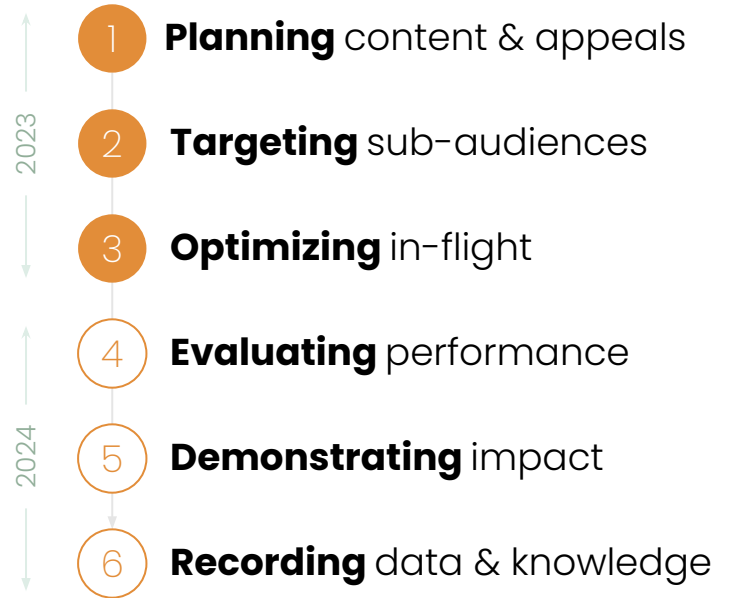 2023
1 Planning content & appeals
2 Targeting sub-audiences
3 Optimizing in-flight
2024
4 Evaluating performance
5 Demonstrating impact
6 Recording data & knowledge